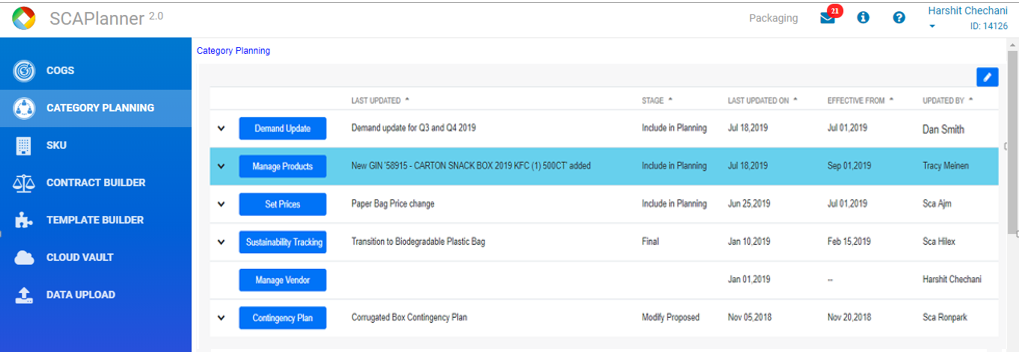 SCAPlanner 2.0
Packaging
21
Harshit Chechani
ID: 14126
COGS
CATEGORY PLANNING
SKU
CONTRACT BUILDER
TEMPLATE BUILDER
CLOUD VAULT
DATA UPLOAD
Category Planning
LAST UPDATED STAGE LAST UPDATED ON EFFECTIVE FROM UPDATED BY
Demand Update Demand update for Q3 and Q4 2019 Include in Planning Jul 18,2019 Jul 01,2019 Dan Smith
Manage Products New GIN '58915 - CARTON SNACK BOX 2019 KFC (1) 500CT' added Include in Planning Jul 18,2019 Sep 01,2019 Tracy Meinen
Set Prices Paper Bag Price change Include in Planning Jun 25,2019 Jul 01,2019 Sca Ajm
Sustainability Tracking Transition to Biodegradable Plastic Bag Final Jan 10,2019 Feb 15,2019 Sca Hilex
Manage Vendor Jan 01,2019 -- Harshit Chechani
Contingency Plan Corrugated Box Contingency Plan Modify Proposed Nov 05,2018 Nov 20,2018 Sca Ronpark